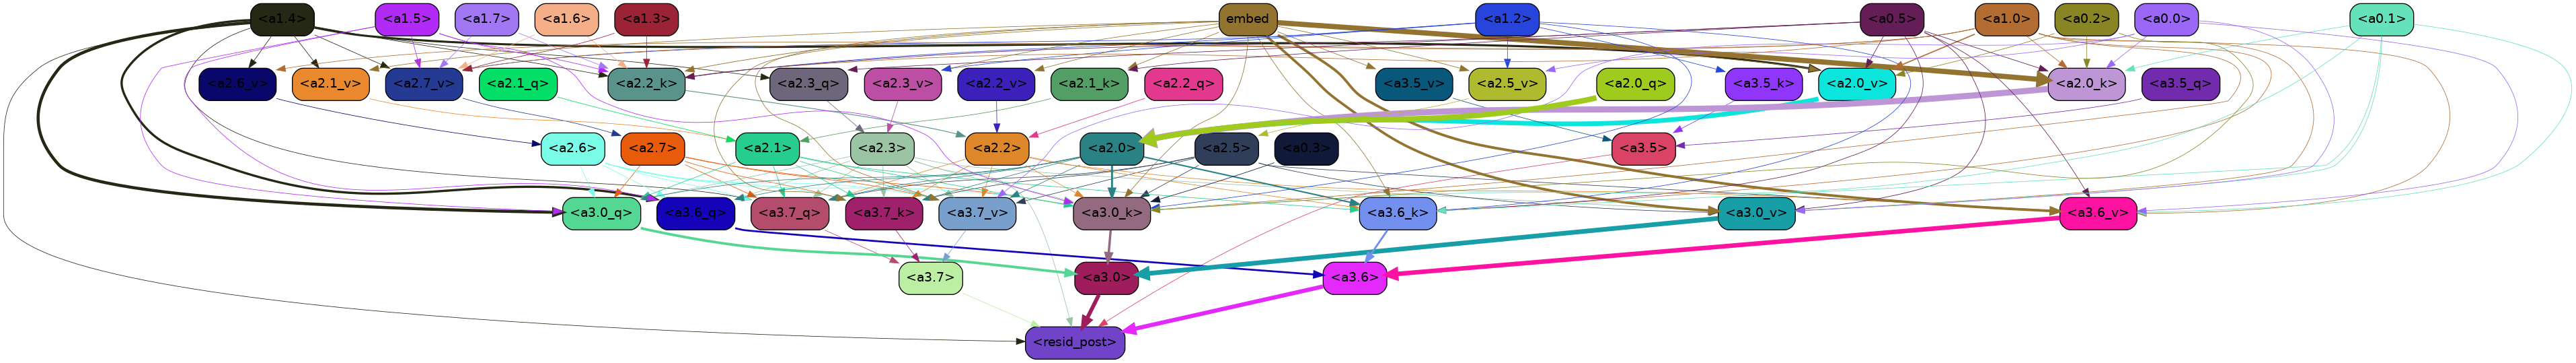 <a1.4> <a1.5> <a1.7> <a1.6> <a1.3> embed <a1.2> <a0.5> <a1.0> <a0.2> <a0.0> <a0.1>
<a2.6_v> <a2.1_v> <a2.7_v> <a2.1_q> <a2.2_k> <a2.3_q> <a2.3_v> <a2.2_v> <a2.1_k> <a2.2_q> <a3.5_v> <a2.5_v> <a2.0_q> <a3.5_k> <a2.0_v> <a2.0_k> <a3.5_q>
<a2.6> <a2.7> <a2.1> <a2.3> <a2.2> <a2.0> <a2.5> <a0.3> <a3.5>
<a3.0_q> <a3.6_q> <a3.7_q> <a3.7_k> <a3.7_v> <a3.0_k> <a3.6_k> <a3.0_v> <a3.6_v>
<a3.7> <a3.0> <a3.6>
<resid_post>